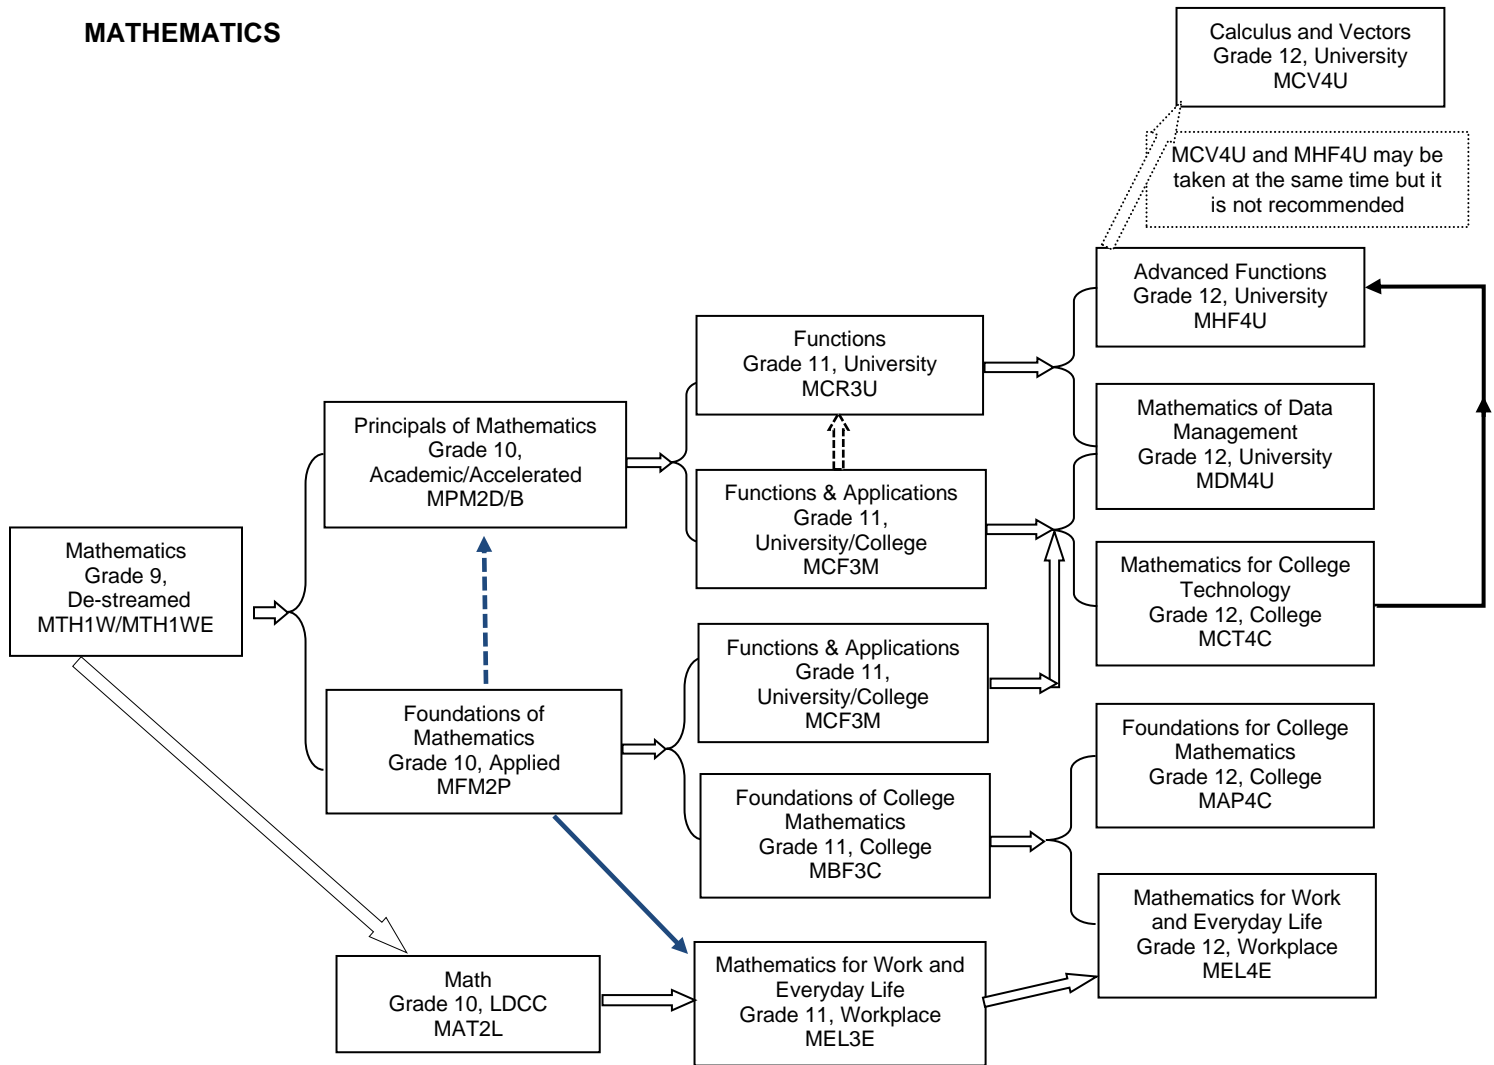 MATHEMATICS
Calculus and Vectors
Grade 12, University
MCV4U
MCV4U and MHF4U may be
taken at the same time but it
is not recommended
Advanced Functions
Grade 12, University
MHF4U
Functions
Grade 11, University
MCR3U
Mathematics of Data
Management
Grade 12, University
MDM4U
Principals of Mathematics
Grade 10,
Academic/Accelerated
MPM2D/B
Functions & Applications
Grade 11,
University/College
MCF3M
Mathematics
Grade 9,
De-streamed
MTH1W/MTH1WE
Mathematics for College
Technology
Grade 12, College
MCT4C
Functions & Applications
Grade 11,
University/College
MCF3M
Foundations of
Mathematics
Grade 10, Applied
MFM2P
Foundations for College
Mathematics
Grade 12, College
MAP4C
Foundations of College
Mathematics
Grade 11, College
MBF3C
Mathematics for Work
and Everyday Life
Grade 12, Workplace
MEL4E
Math
Grade 10, LDCC
MAT2L
Mathematics for Work and
Everyday Life
Grade 11, Workplace
MEL3E